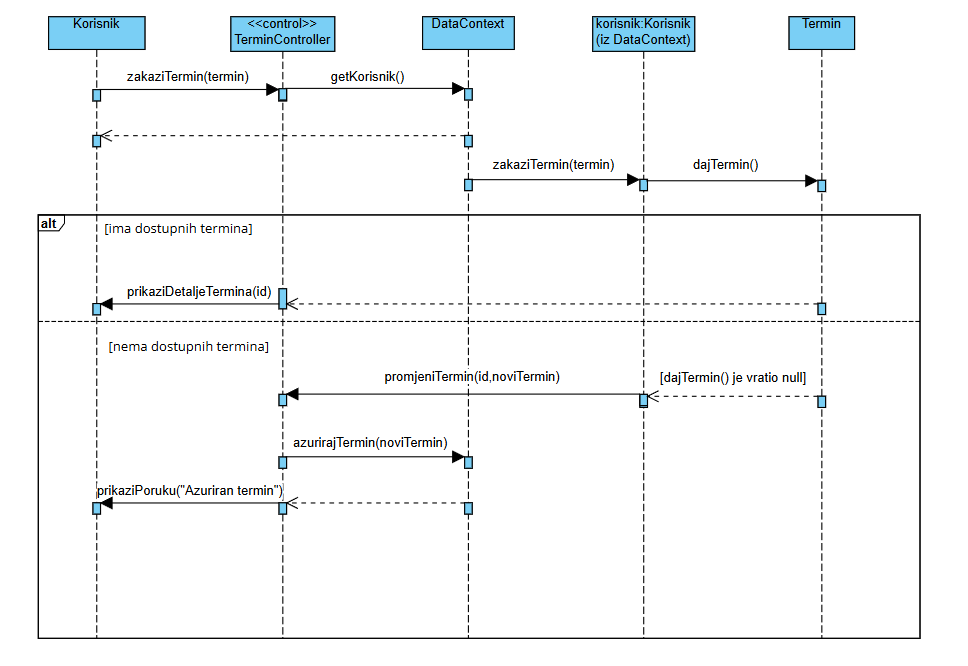 Korisnik
<<control>>
TerminController
DataContext
korisnik:Korisnik
(iz DataContext)
Termin
zakaziTermin(termin)
getKorisnik()
zakaziTermin(termin)
dajTermin()
alt
[ima dostupnih termina]
prikaziDetaljeTermina(id)
[nema dostupnih termina]
promjeniTermin(id,noviTermin)
[dajTermin() je vratio null]
azurirajTermin(noviTermin)
prikaziPoruku("Azuriran termin")